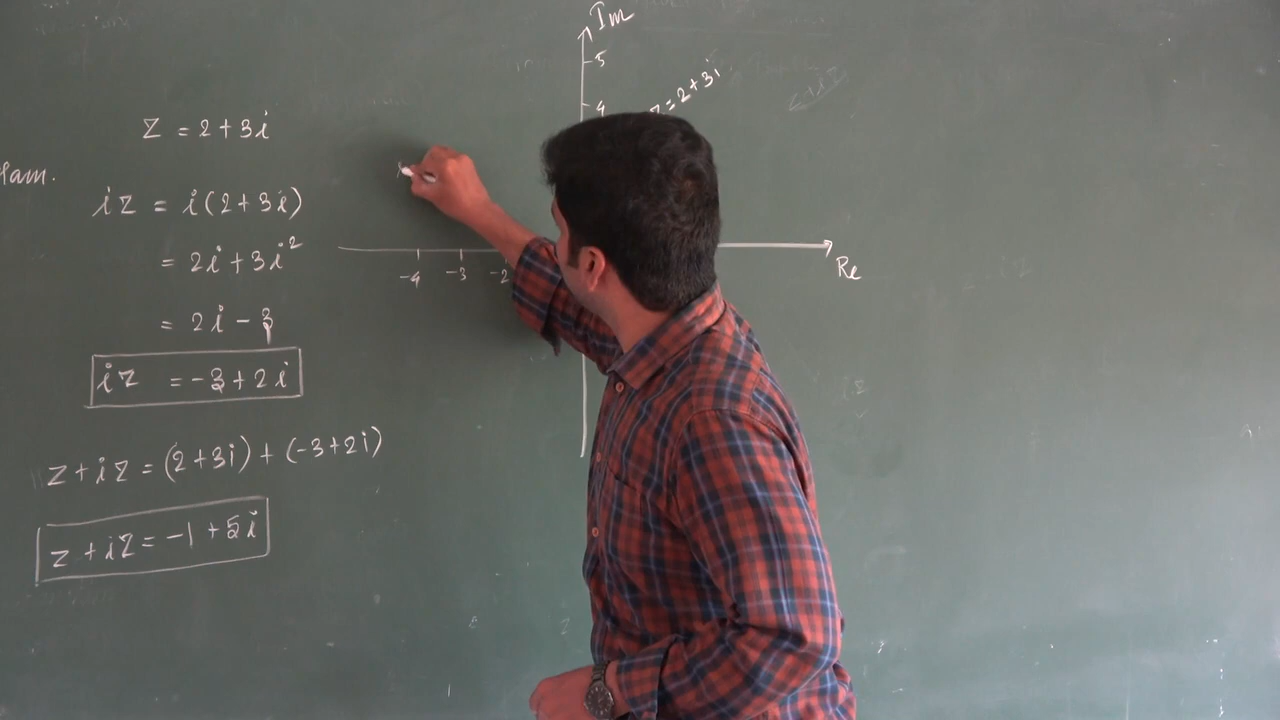 z = 2 + 3i
lam.
iz = i(2 + 3i)
= 2i + 3i²
= 2i - 3
iz = -3 + 2i
z + iz = (2 + 3i) + (-3 + 2i)
z + iz = -1 + 5i
Im
5
4
z = 2 + 3i
-4 -3 -2
Re